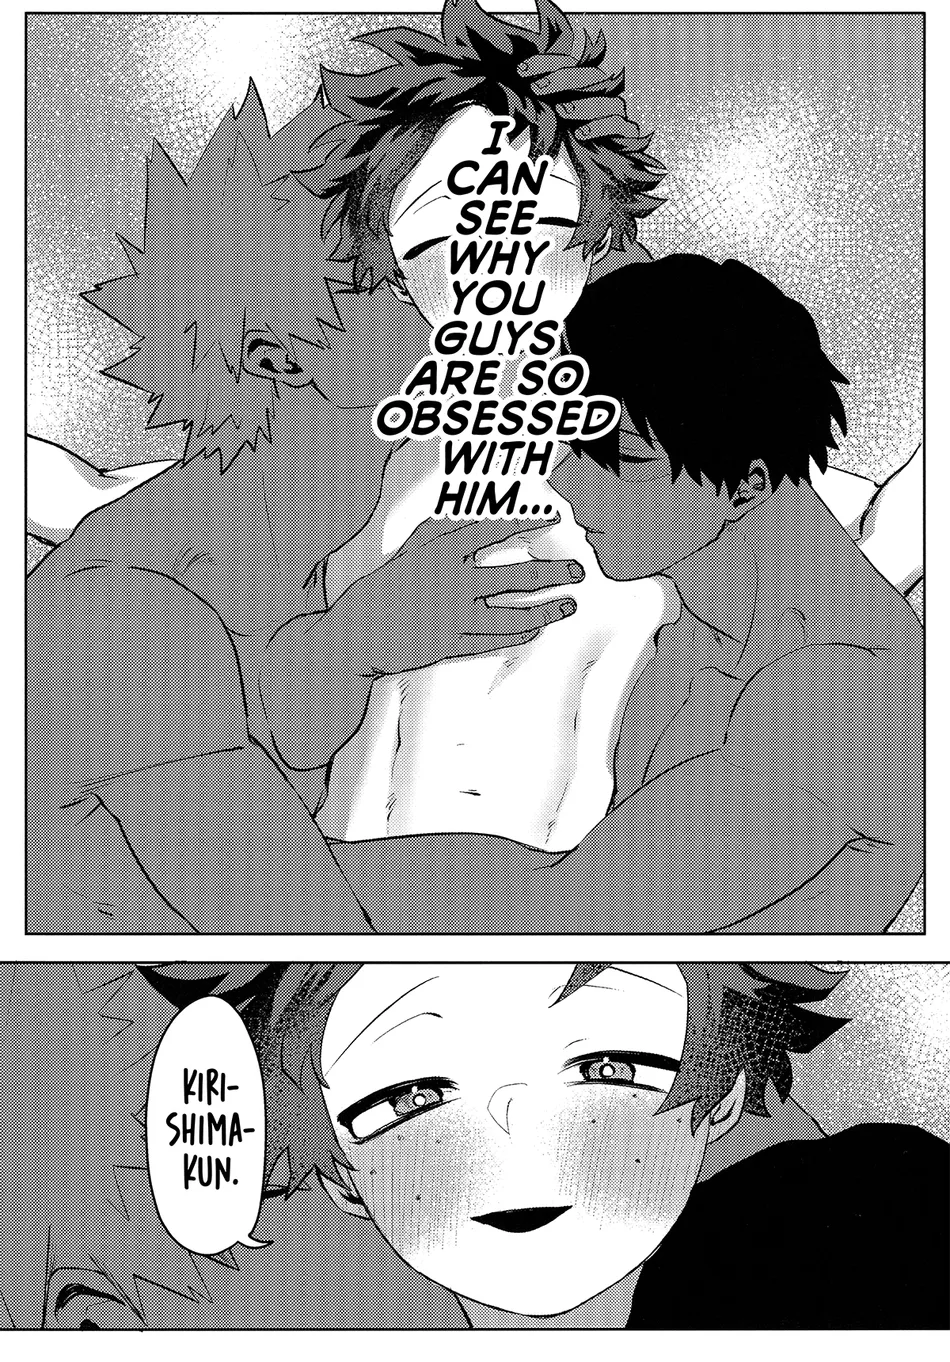 I
CAN
SEE
WHY
YOU
GUYS
ARE SO
OBSESSED
WITH
HIM...
KIRI-
SHIMA-
KUN.